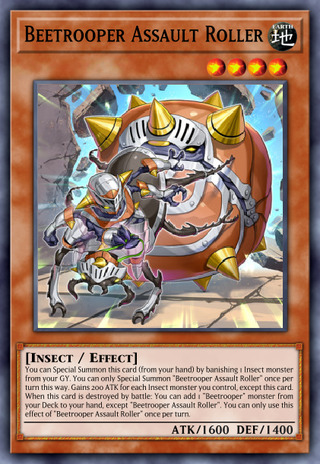 Beetrooper Assault Roller
EARTH
地
[Insect / Effect]
You can Special Summon this card (from your hand) by banishing 1 Insect monster
from your GY. You can only Special Summon "Beetrooper Assault Roller" once per
turn this way. Gains 200 ATK for each Insect monster you control, except this card.
When this card is destroyed by battle: You can add 1 "Beetrooper" monster from
your Deck to your hand, except "Beetrooper Assault Roller". You can only use this
effect of "Beetrooper Assault Roller" once per turn.
ATK/1600 DEF/1400